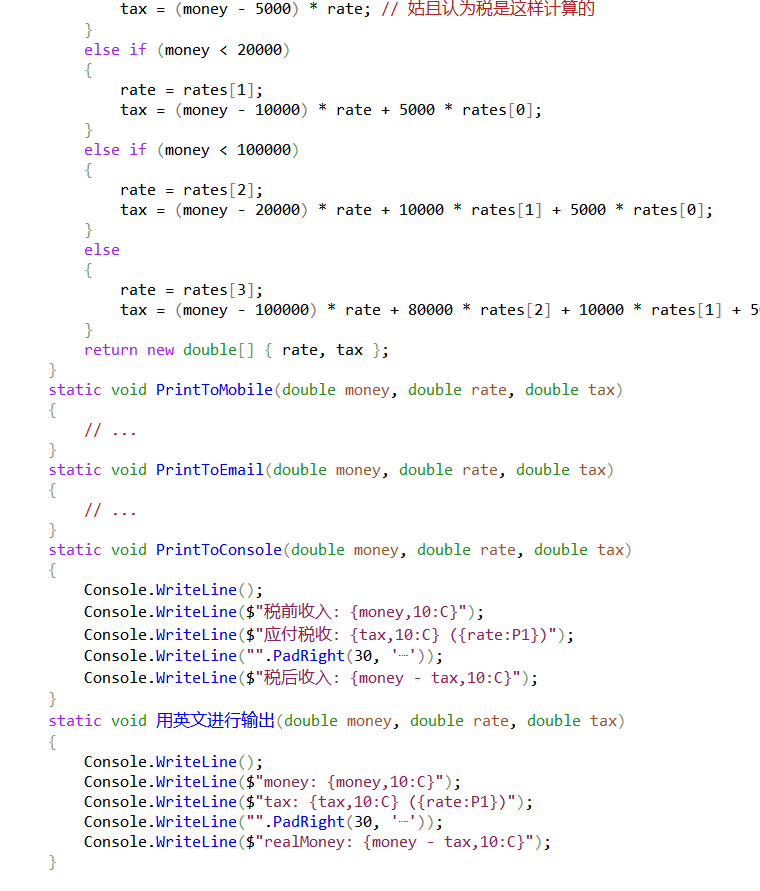 tax = (money - 5000) * rate; // 姑且认为税是这样计算的
}
else if (money < 20000)
{
rate = rates[1];
tax = (money - 10000) * rate + 5000 * rates[0];
}
else if (money < 100000)
{
rate = rates[2];
tax = (money - 20000) * rate + 10000 * rates[1] + 5000 * rates[0];
}
else
{
rate = rates[3];
tax = (money - 100000) * rate + 80000 * rates[2] + 10000 * rates[1] + 50
}
return new double[] { rate, tax };
}
static void PrintToMobile(double money, double rate, double tax)
{
// ...
}
static void PrintToEmail(double money, double rate, double tax)
{
// ...
}
static void PrintToConsole(double money, double rate, double tax)
{
Console.WriteLine();
Console.WriteLine($"税前收入: {money,10:C}");
Console.WriteLine($"应付税收: {tax,10:C} ({rate:P1})");
Console.WriteLine("".PadRight(30, '┄'));
Console.WriteLine($"税后收入: {money - tax,10:C}");
}
static void 用英文进行输出(double money, double rate, double tax)
{
Console.WriteLine();
Console.WriteLine($"money: {money,10:C}");
Console.WriteLine($"tax: {tax,10:C} ({rate:P1})");
Console.WriteLine("".PadRight(30, '┄'));
Console.WriteLine($"realMoney: {money - tax,10:C}");
}